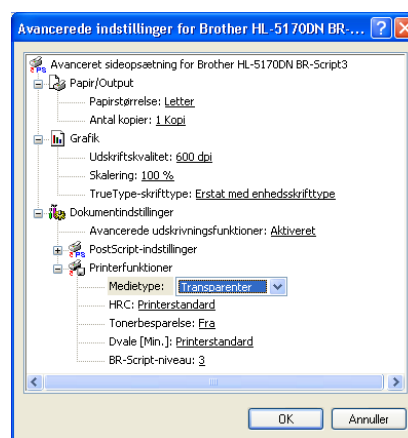 Avancerede indstillinger for Brother HL-5170DN BR-...
Avanceret sideopsætning for Brother HL-5170DN BR-Script3
Papir/Output
Papirstørrelse: Letter
Antal kopier: 1 Kopi
Grafik
Udskriftskvalitet: 600 dpi
Skalering: 100 %
TrueType-skrifttype: Erstat med enhedsskrifttype
Dokumentindstillinger
Avancerede udskrivningsfunktioner: Aktiveret
PostScript-indstillinger
Printerfunktioner
Medietype: Transparenter
HRC: Printerstandard
Tonerbesparelse: Fra
Dvale [Min.]: Printerstandard
BR-Script-niveau: 3
OK Annuller